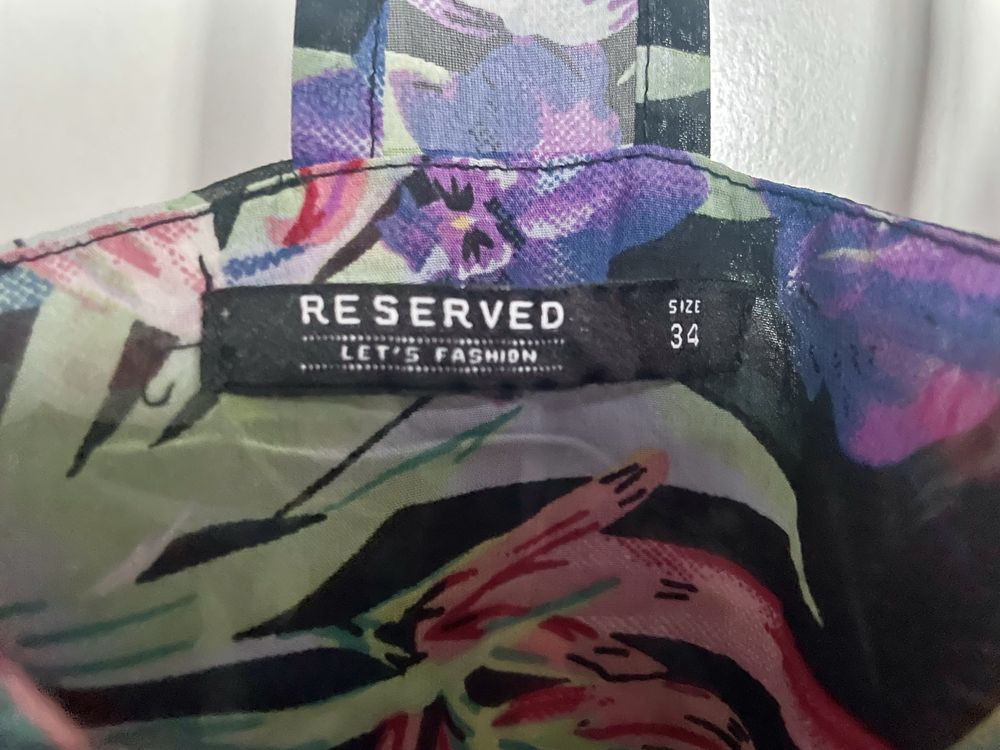 RESERVED
LET'S FASHION
SIZE
34